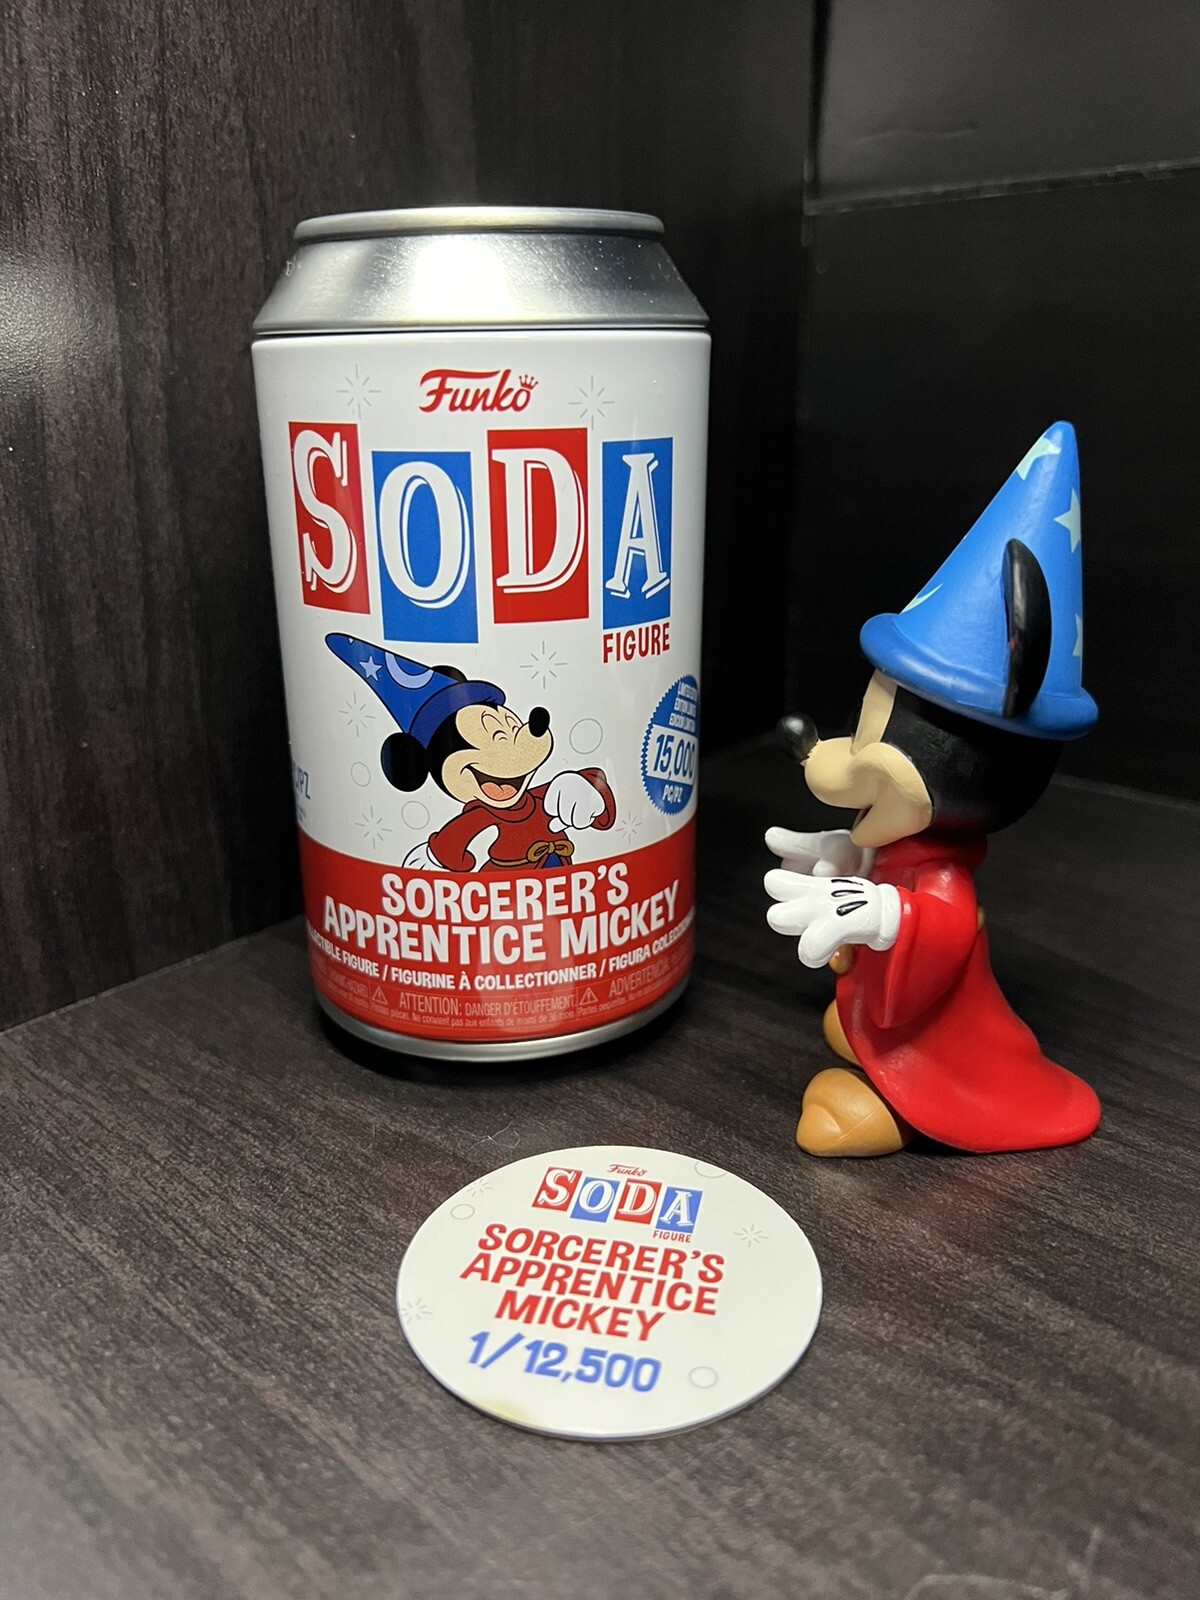 Funko
SODA
FIGURE
15,000
PC/PZ
SORCERER'S
APPRENTICE MICKEY
FIGURE / FIGURINE À COLLECTIONNER / FIGURA
ATTENTION: DANGER D'ÉTOUFFEMENT
Funko
SODA
FIGURE
SORCERER'S
APPRENTICE
MICKEY
1/12,500